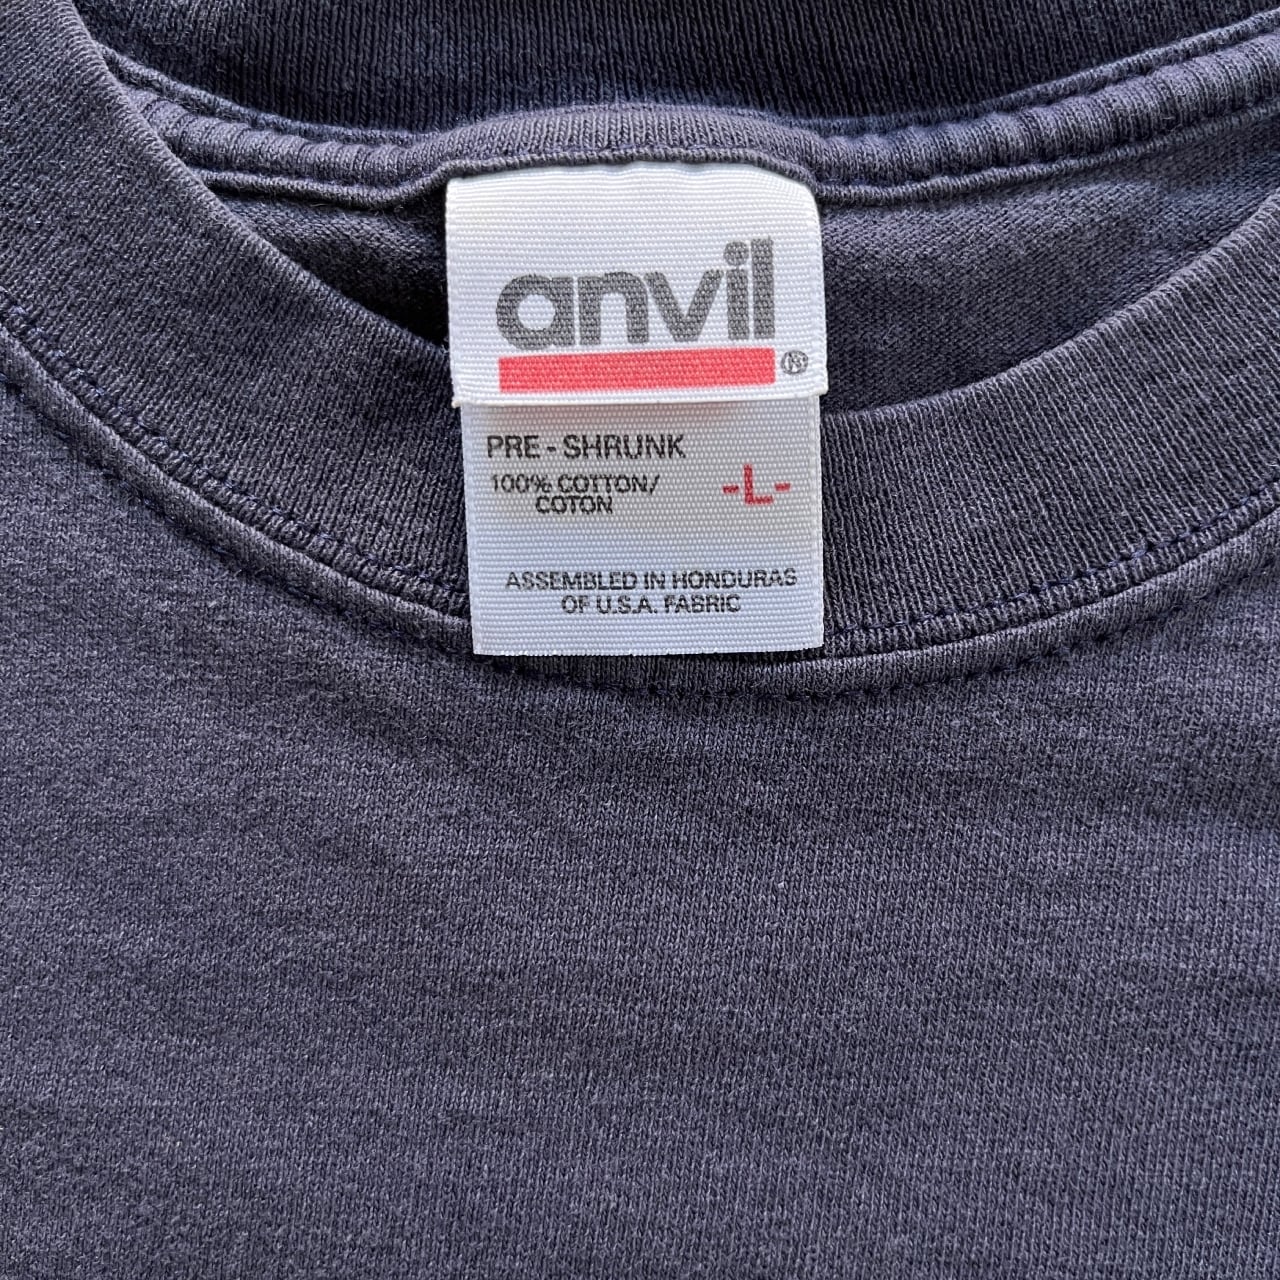 anvil ®
PRE-SHRUNK
100% COTTON/
COTON
-L-
ASSEMBLED IN HONDURAS
OF U.S.A. FABRIC